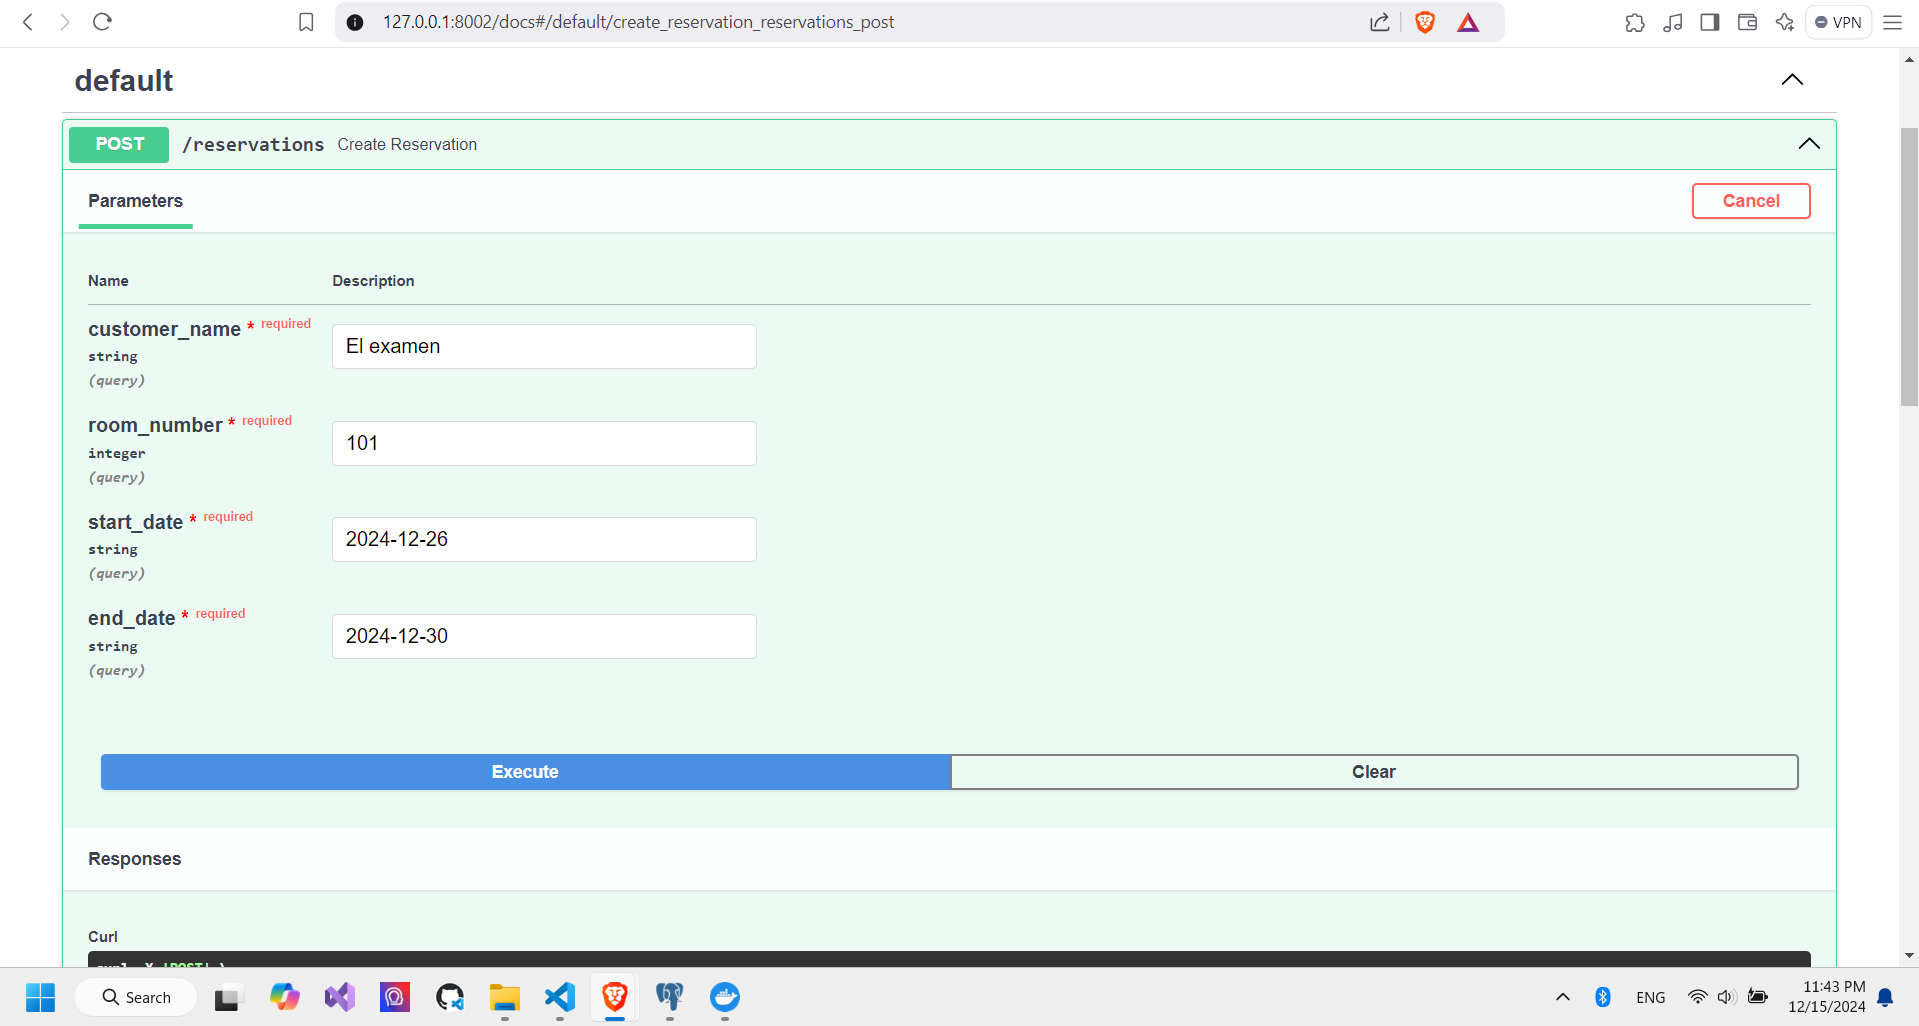 127.0.0.1:8002/docs#/default/create_reservation_reservations_post
VPN
default
POST /reservations Create Reservation
Parameters
Cancel
Name Description
customer_name * required
string
(query)
El examen
room_number * required
integer
(query)
101
start_date * required
string
(query)
2024-12-26
end_date * required
string
(query)
2024-12-30
Execute Clear
Responses
Curl
Search
ENG
11:43 PM
12/15/2024